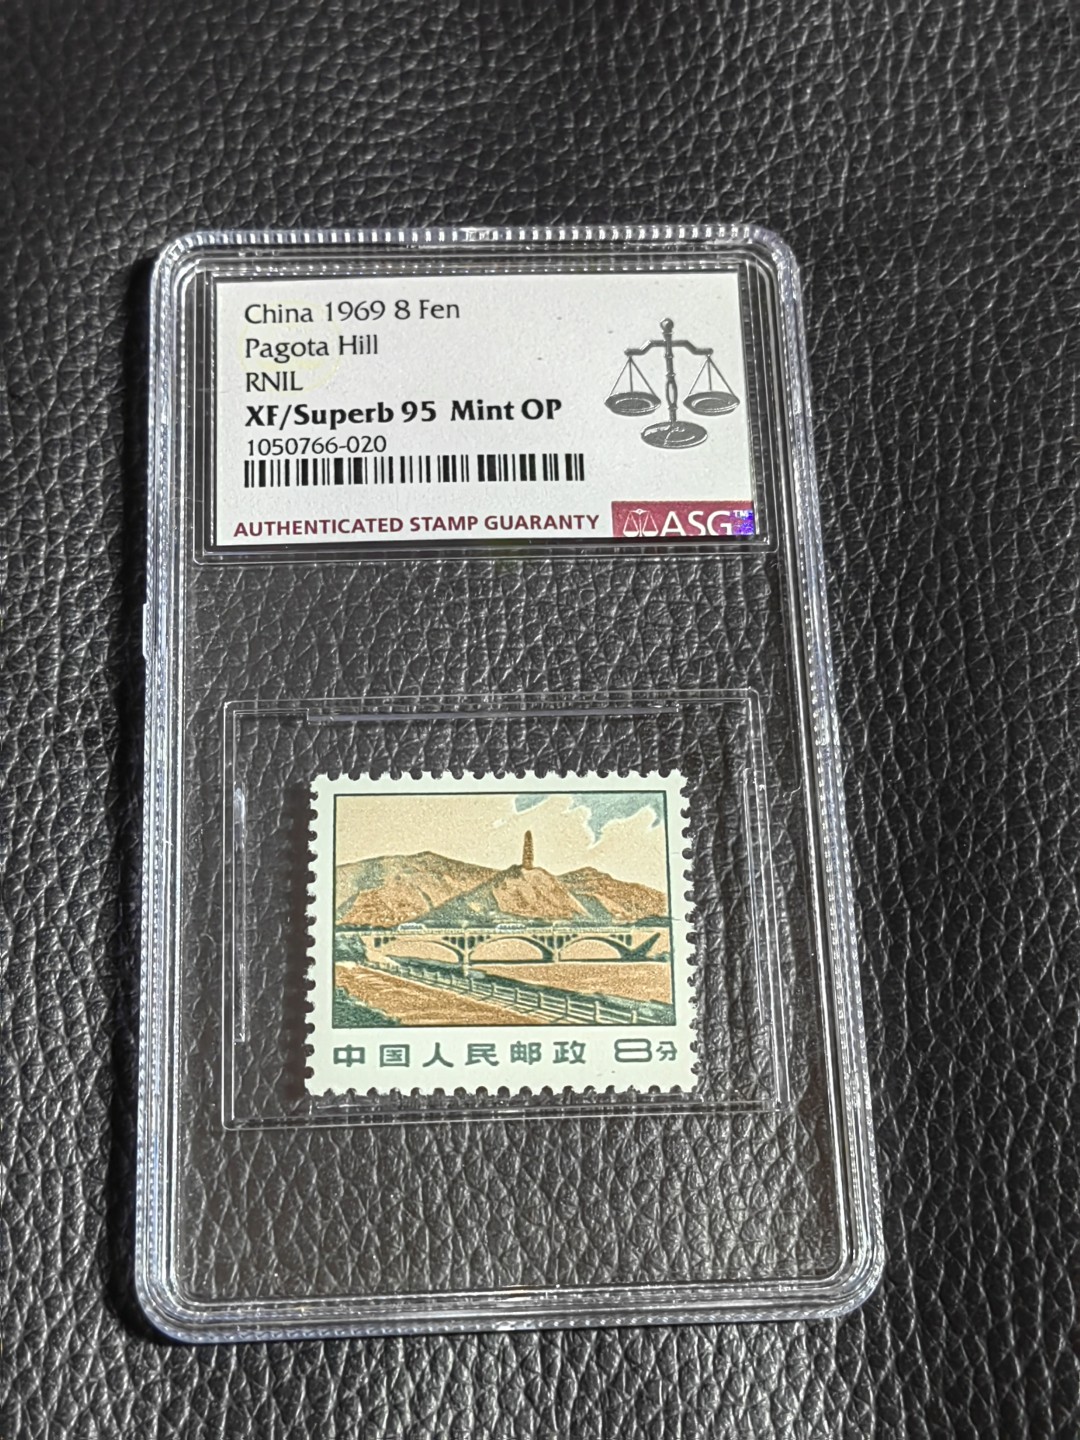 China 1969 8 Fen
Pagota Hill
RNIL
XF/Superb 95 Mint OP
1050766-020
AUTHENTICATED STAMP GUARANTY ASG™
中国人民邮政 8分